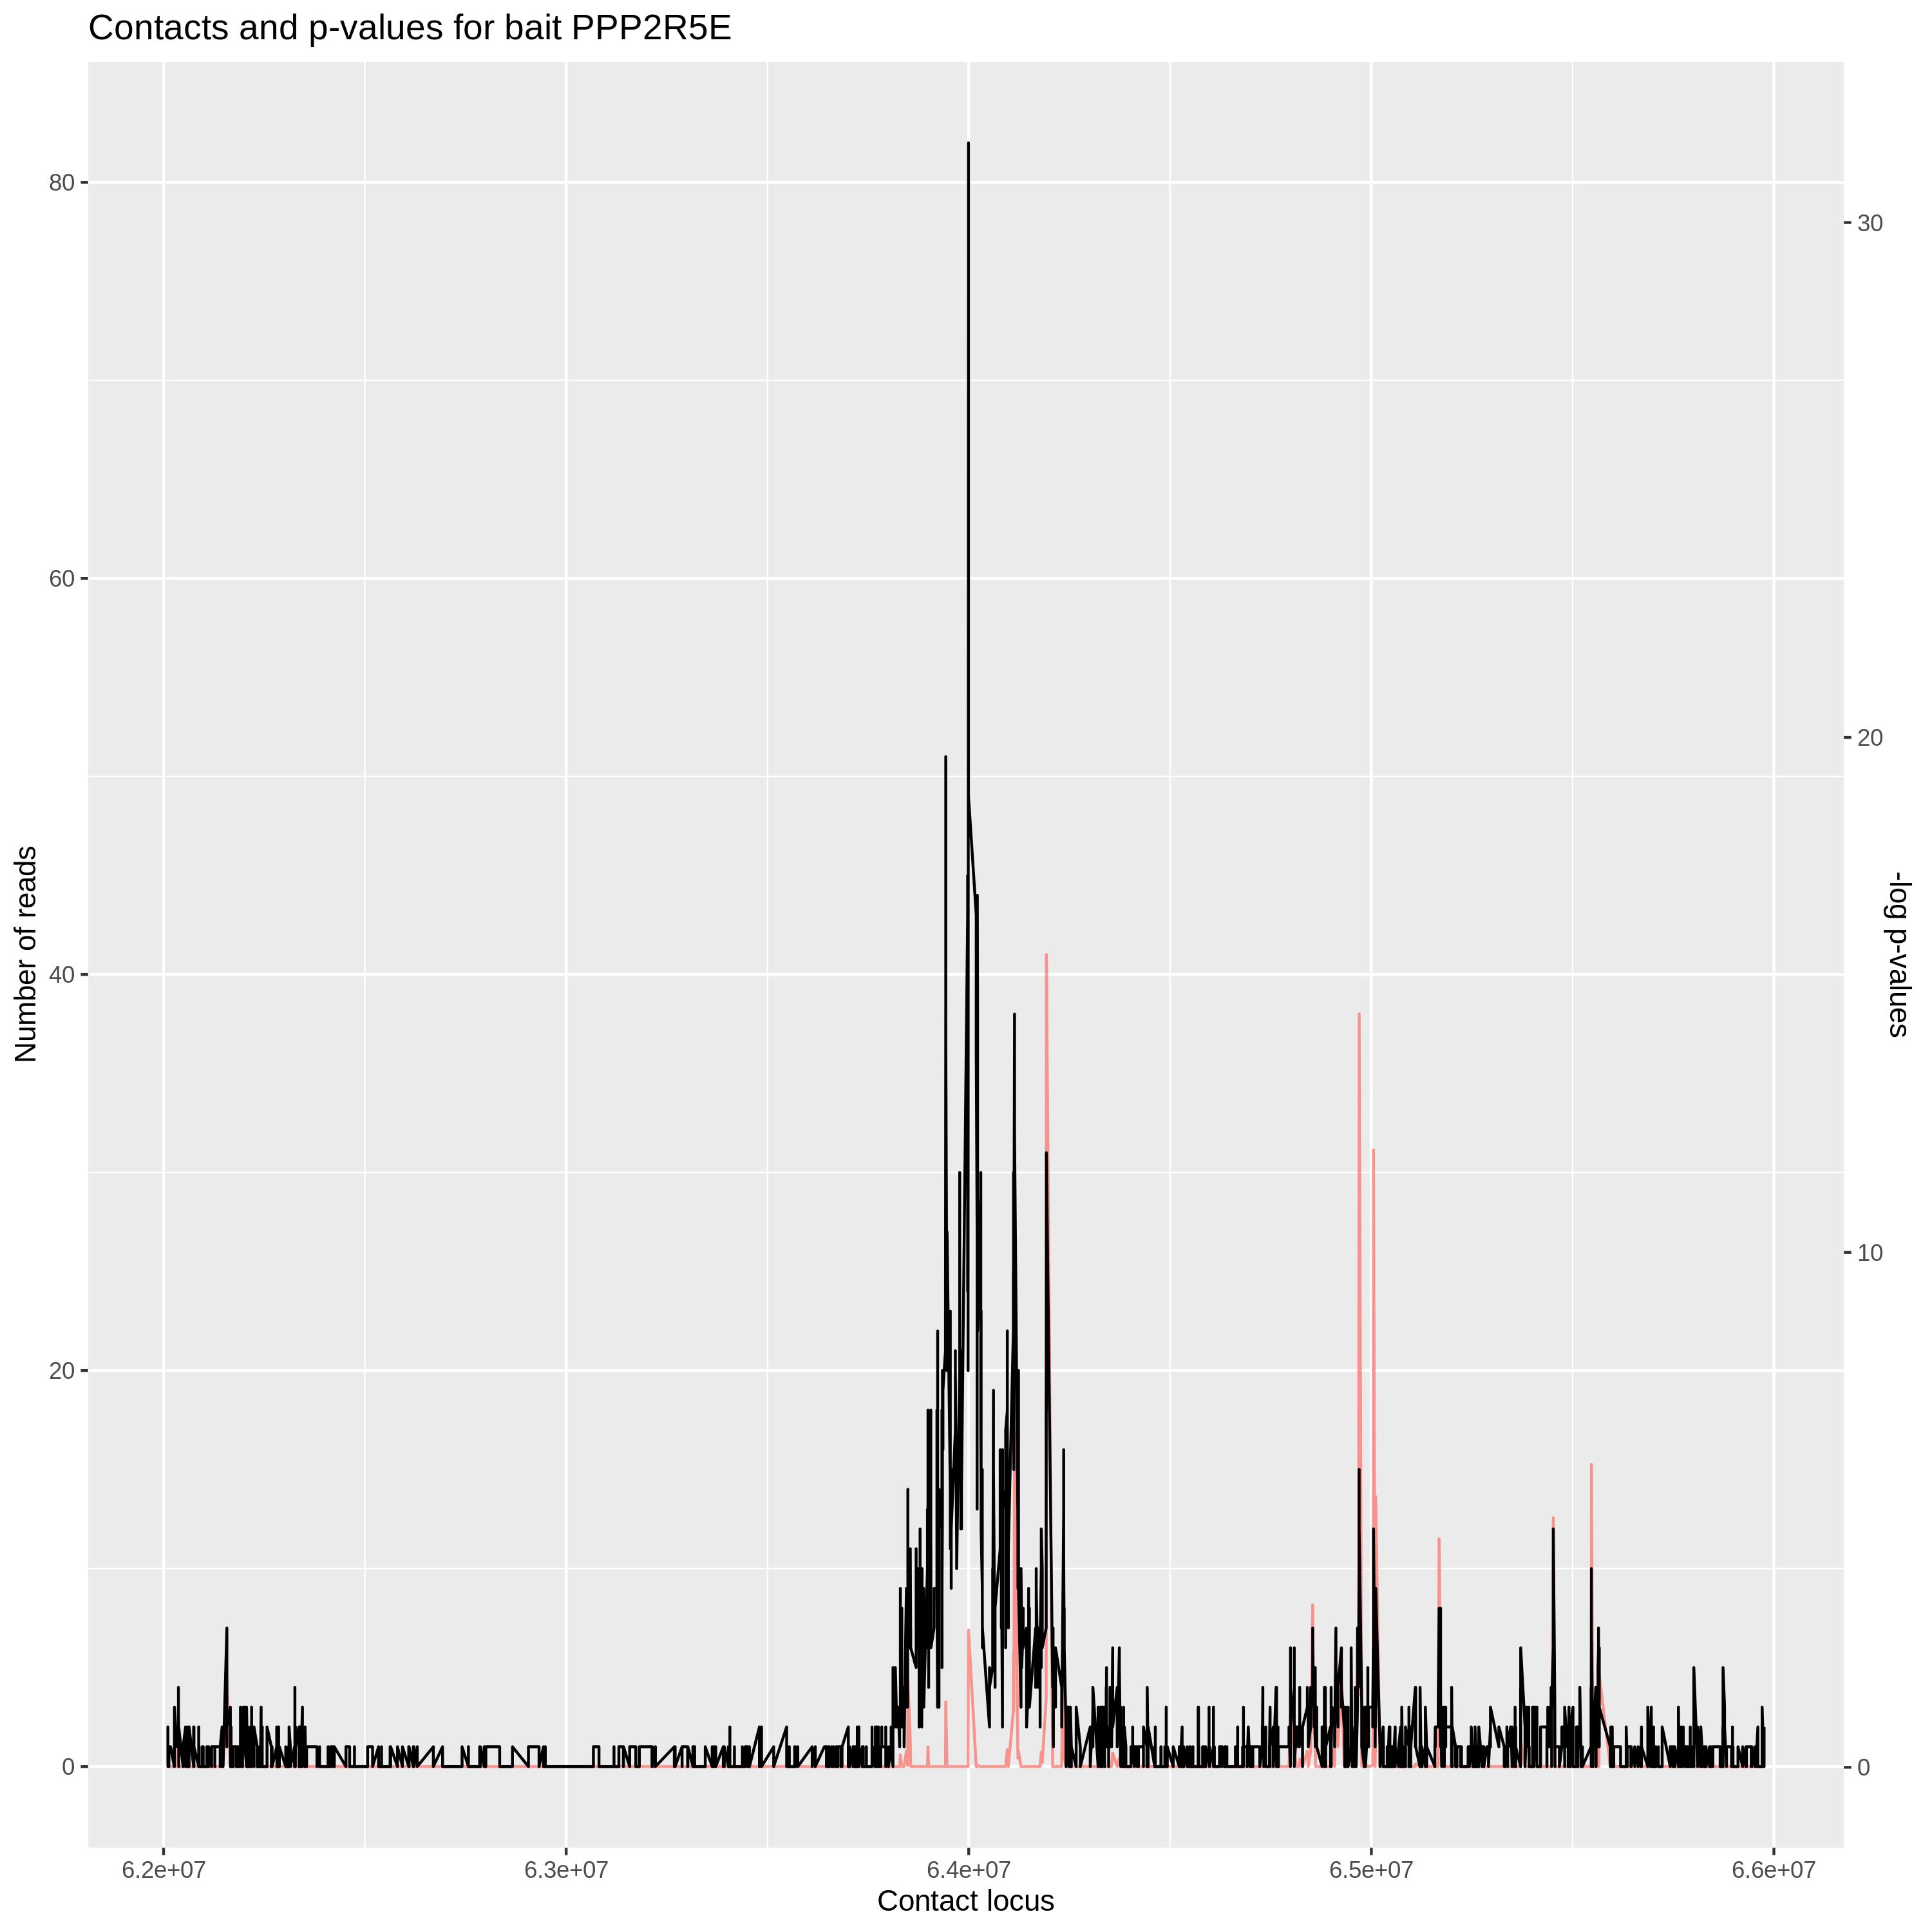 Contacts and p-values for bait PPP2R5E
80
60
40
20
0
30
20
10
0
Number of reads
-log p-values
6.2e+07 6.3e+07 6.4e+07 6.5e+07 6.6e+07
Contact locus